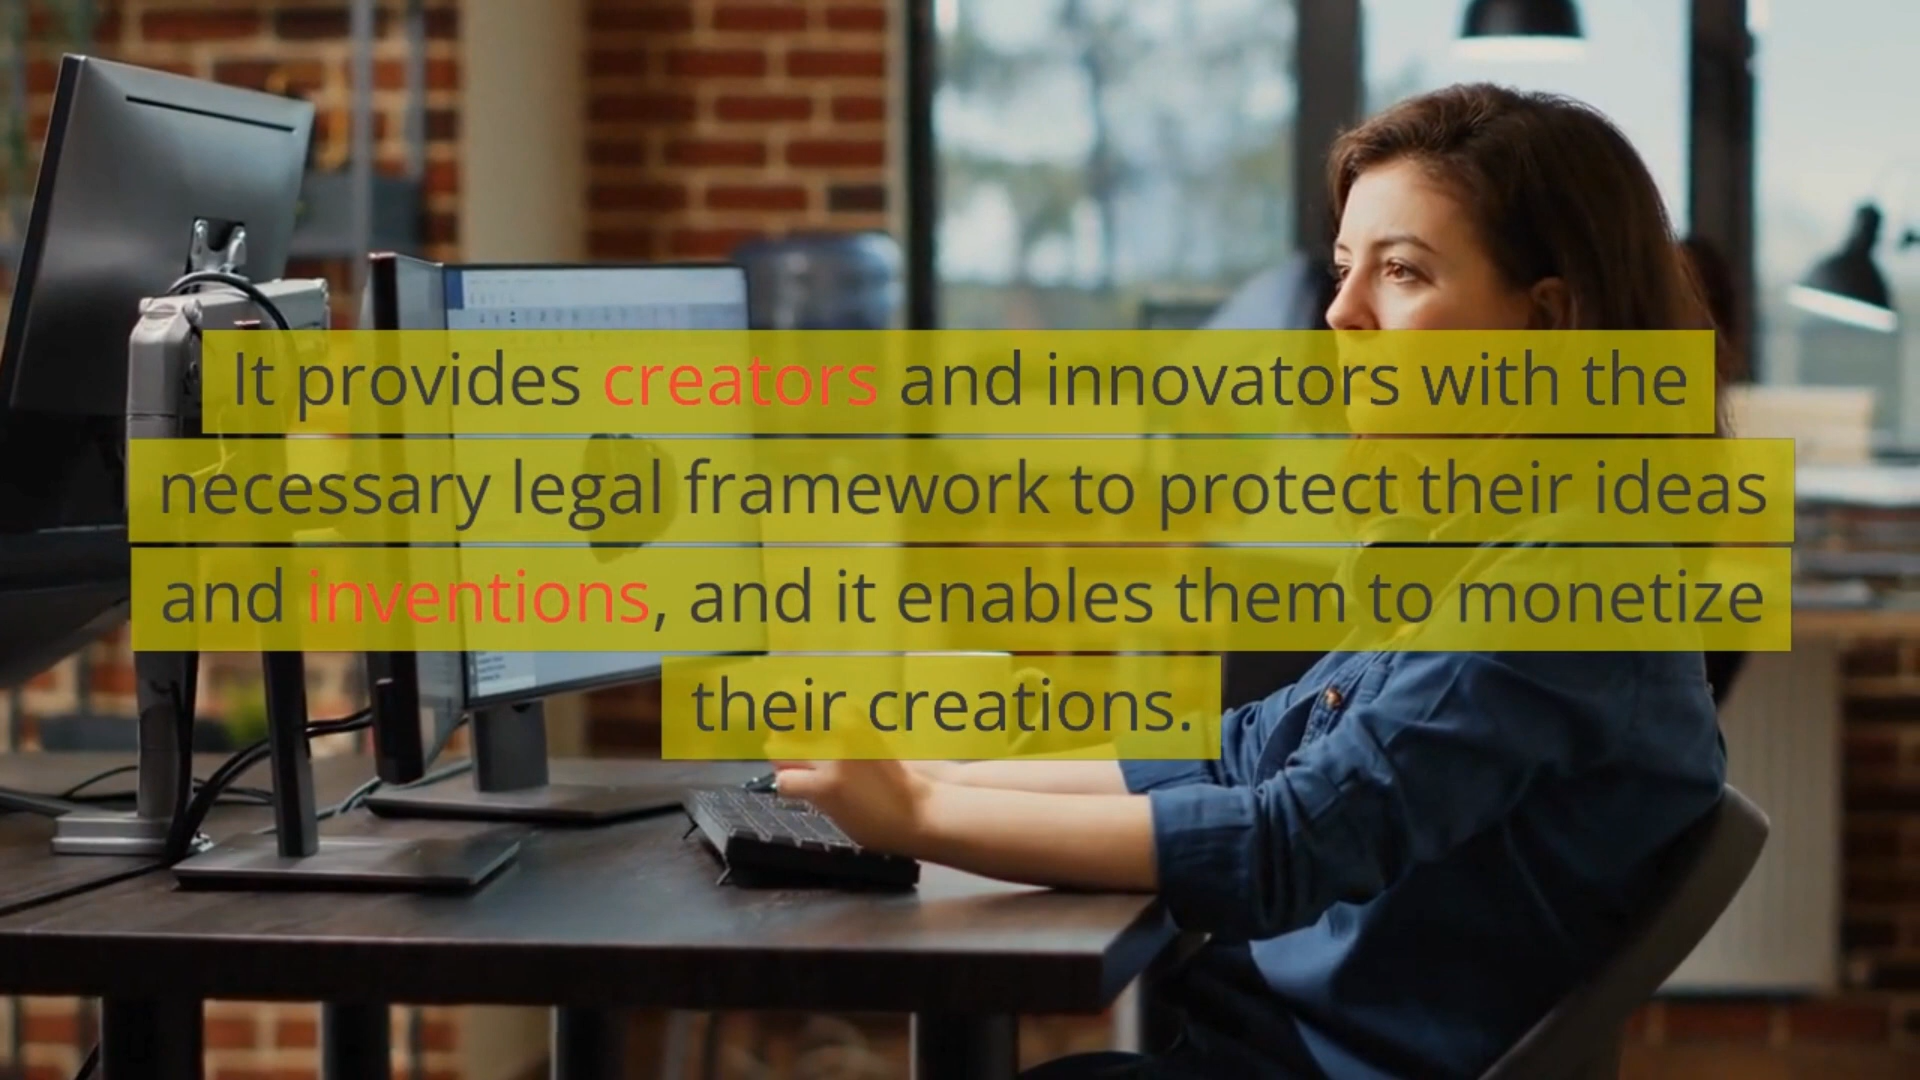 It provides creators and innovators with the
necessary legal framework to protect their ideas
and inventions, and it enables them to monetize
their creations.